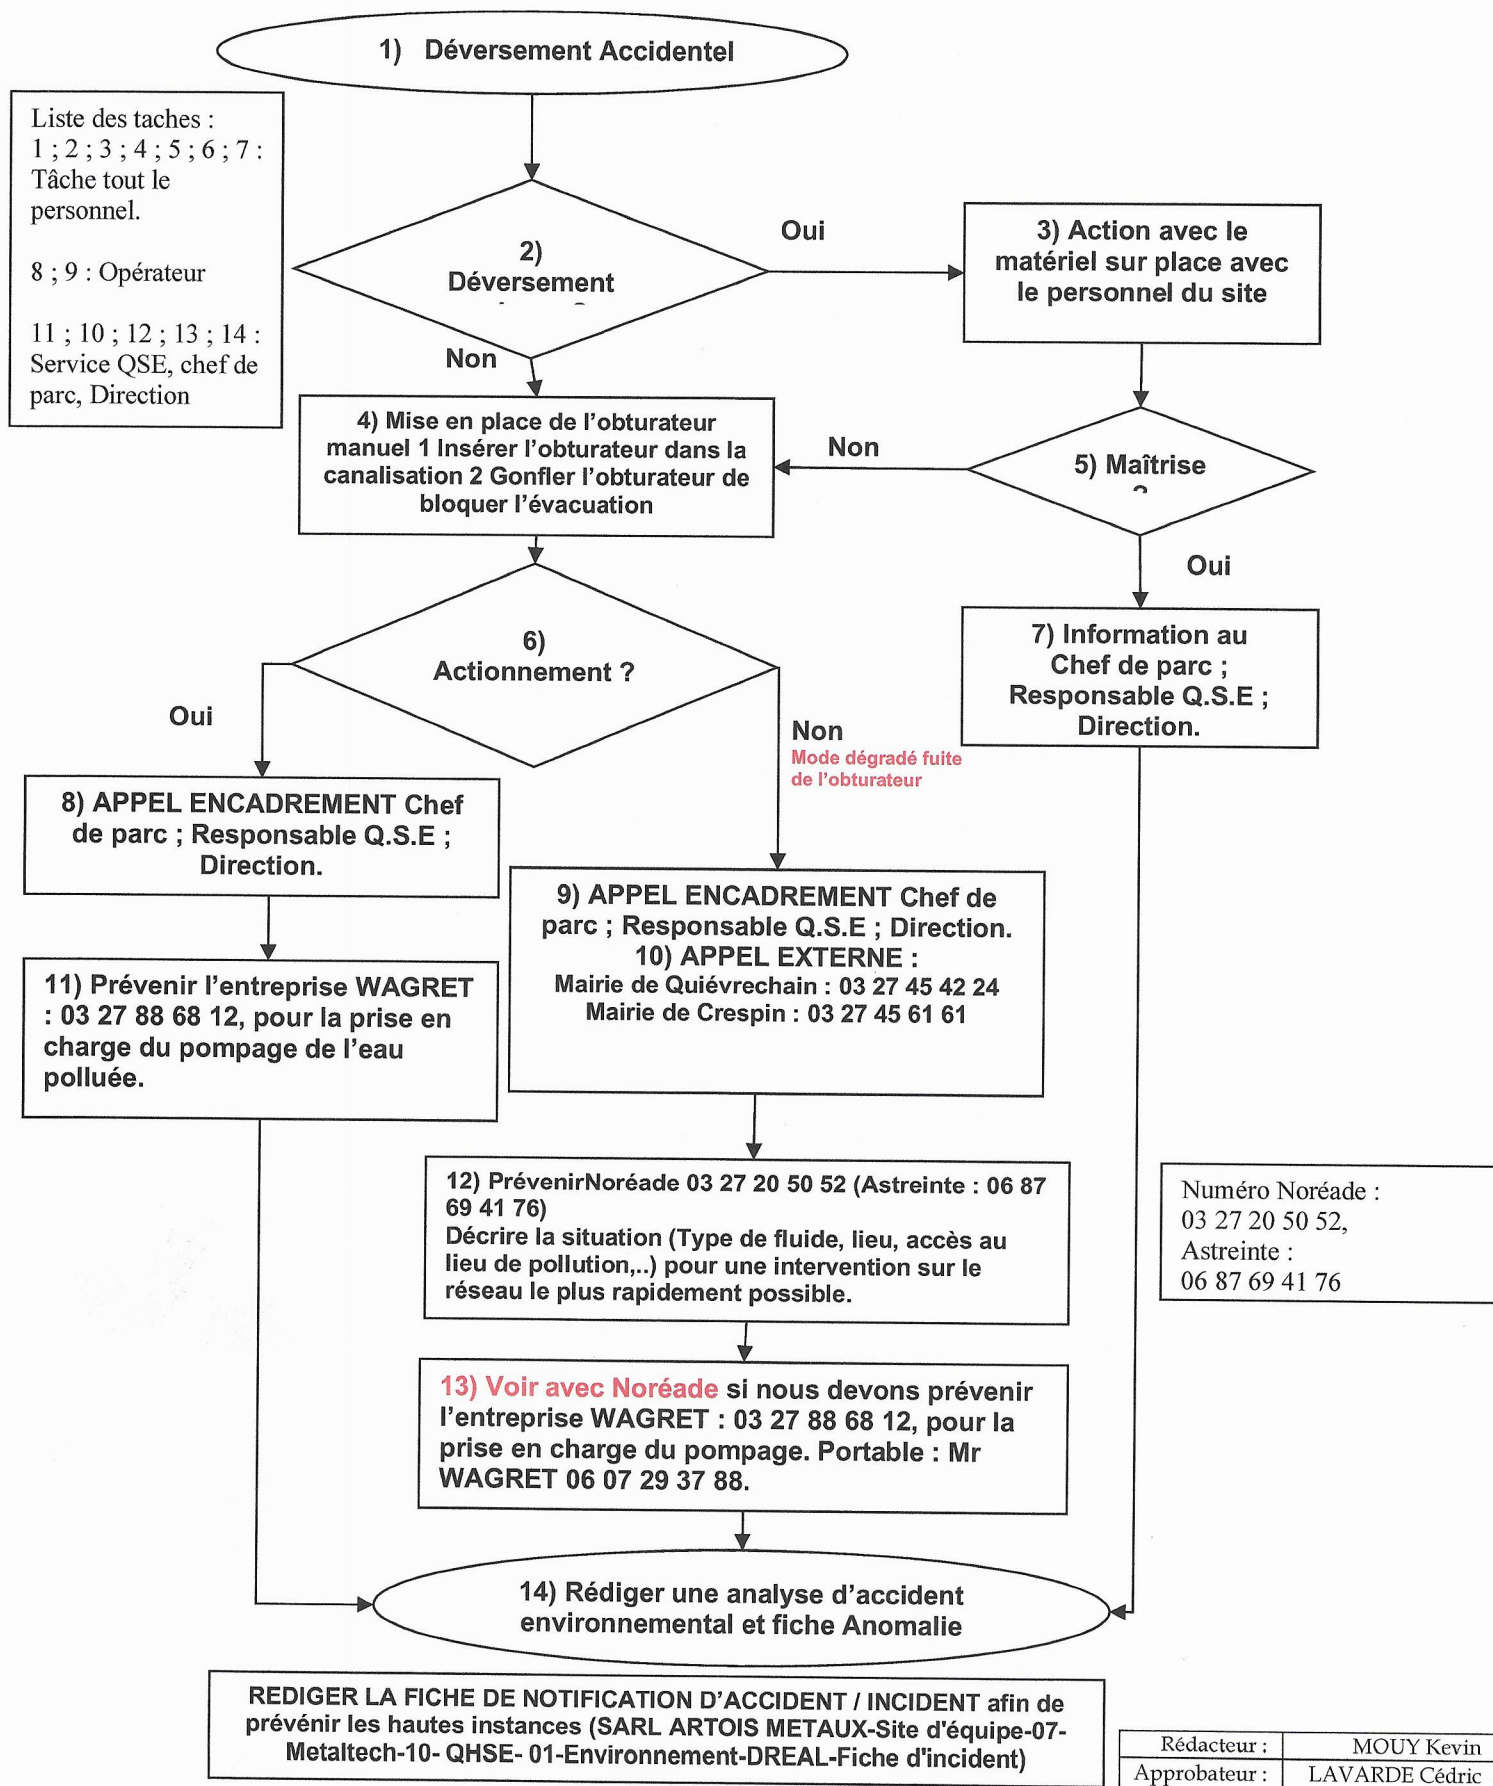 1) Déversement Accidentel
Liste des taches :
1 ; 2 ; 3 ; 4 ; 5 ; 6 ; 7 :
Tâche tout le
personnel.
8 ; 9 : Opérateur
11 ; 10 ; 12 ; 13 ; 14 :
Service QSE, chef de
parc, Direction
2)
Déversement
Oui
3) Action avec le
matériel sur place avec
le personnel du site
Non
4) Mise en place de l'obturateur
manuel 1 Insérer l'obturateur dans la
canalisation 2 Gonfler l'obturateur de
bloquer l'évacuation
Non
5) Maîtrise
?
Oui
6)
Actionnement ?
7) Information au
Chef de parc ;
Responsable Q.S.E ;
Direction.
Oui
Non
Mode dégradé fuite
de l'obturateur
8) APPEL ENCADREMENT Chef
de parc ; Responsable Q.S.E ;
Direction.
9) APPEL ENCADREMENT Chef de
parc ; Responsable Q.S.E ; Direction.
10) APPEL EXTERNE :
Mairie de Quiévrechain : 03 27 45 42 24
Mairie de Crespin : 03 27 45 61 61
11) Prévenir l'entreprise WAGRET
: 03 27 88 68 12, pour la prise en
charge du pompage de l'eau
polluée.
12) PrévenirNoréade 03 27 20 50 52 (Astreinte : 06 87
69 41 76)
Décrire la situation (Type de fluide, lieu, accès au
lieu de pollution,..) pour une intervention sur le
réseau le plus rapidement possible.
Numéro Noréade :
03 27 20 50 52,
Astreinte :
06 87 69 41 76
13) Voir avec Noréade si nous devons prévenir
l'entreprise WAGRET : 03 27 88 68 12, pour la
prise en charge du pompage. Portable : Mr
WAGRET 06 07 29 37 88.
14) Rédiger une analyse d'accident
environnemental et fiche Anomalie
REDIGER LA FICHE DE NOTIFICATION D'ACCIDENT / INCIDENT afin de
prévénir les hautes instances (SARL ARTOIS METAUX-Site d'équipe-07-
Metaltech-10- QHSE- 01-Environnement-DREAL-Fiche d'incident)
Rédacteur : MOUY Kevin
Approbateur : LAVARDE Cédric